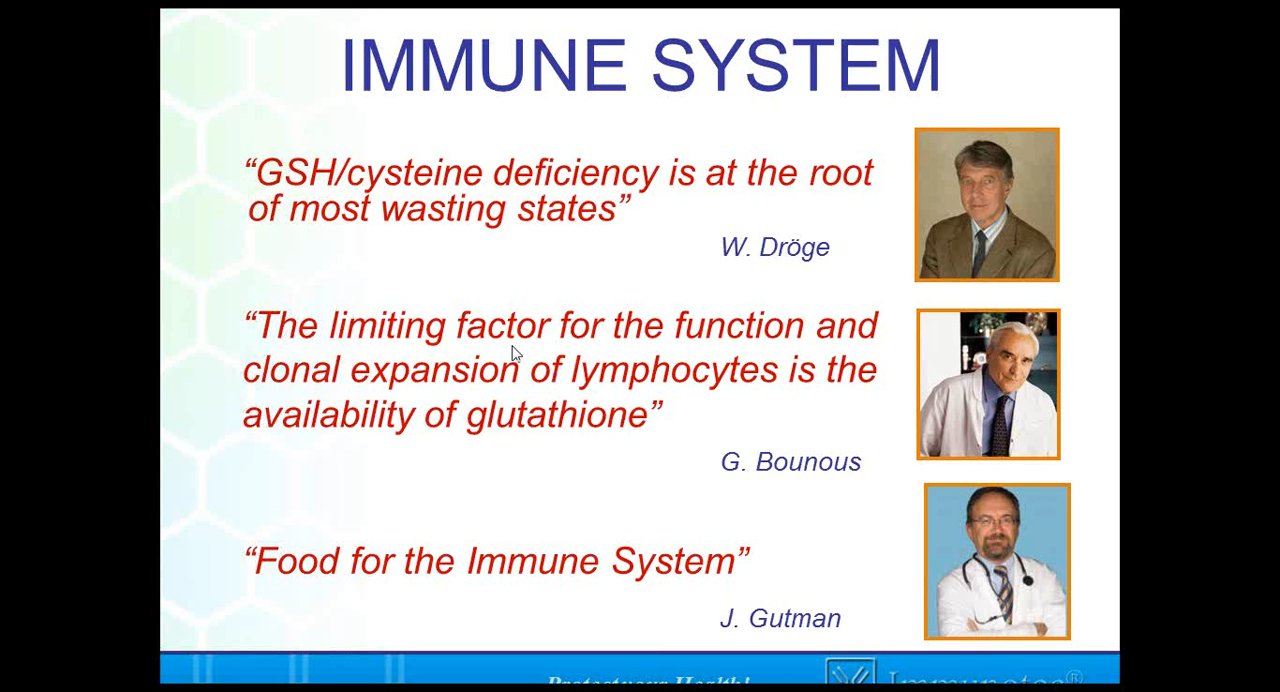 IMMUNE SYSTEM
“GSH/cysteine deficiency is at the root
of most wasting states”
W. Dröge
“The limiting factor for the function and
clonal expansion of lymphocytes is the
availability of glutathione”
G. Bounous
“Food for the Immune System”
J. Gutman
Immunotec®